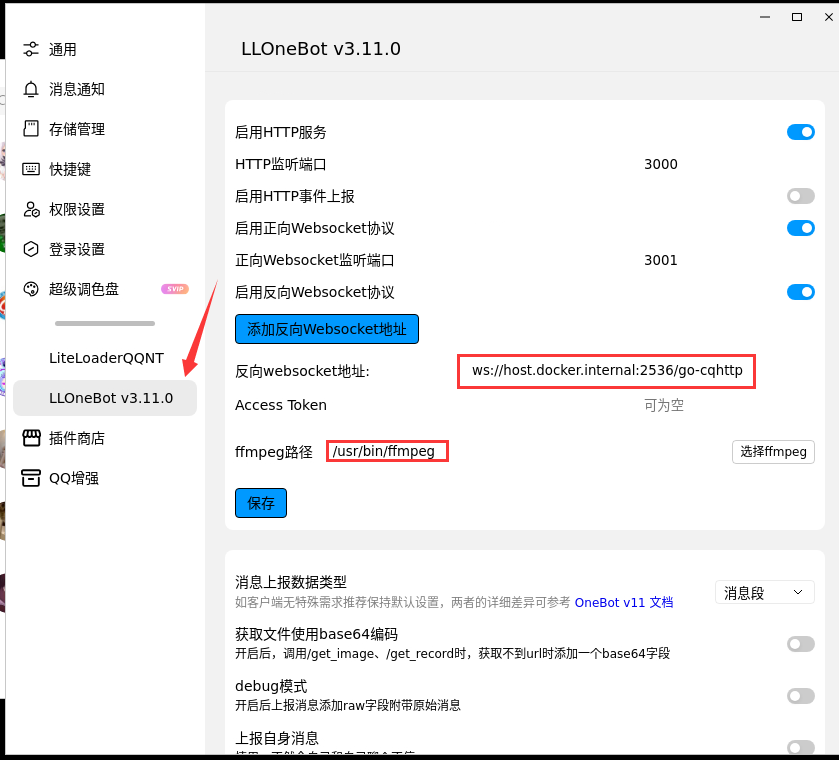 LLOneBot v3.11.0
通用
消息通知
存储管理
快捷键
权限设置
登录设置
超级调色盘 SVIP
LiteLoaderQQNT
LLOneBot v3.11.0
插件商店
QQ增强
启用HTTP服务
HTTP监听端口 3000
启用HTTP事件上报
启用正向Websocket协议
正向Websocket监听端口 3001
启用反向Websocket协议
添加反向Websocket地址
反向websocket地址: ws://host.docker.internal:2536/go-cqhttp
Access Token 可为空
ffmpeg路径 /usr/bin/ffmpeg 选择ffmpeg
保存
消息上报数据类型
如客户端无特殊需求推荐保持默认设置，两者的详细差异可参考 OneBot v11 文档
消息段
获取文件使用base64编码
开启后，调用/get_image、/get_record时，获取不到url时添加一个base64字段
debug模式
开启后上报消息添加raw字段附带原始消息
上报自身消息